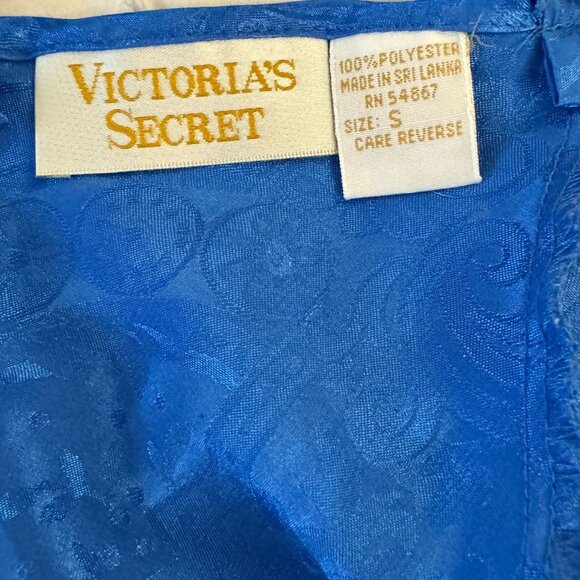 VICTORIA'S
SECRET
100% POLYESTER
MADE IN SRI LANKA
RN 54867
SIZE: S
CARE REVERSE